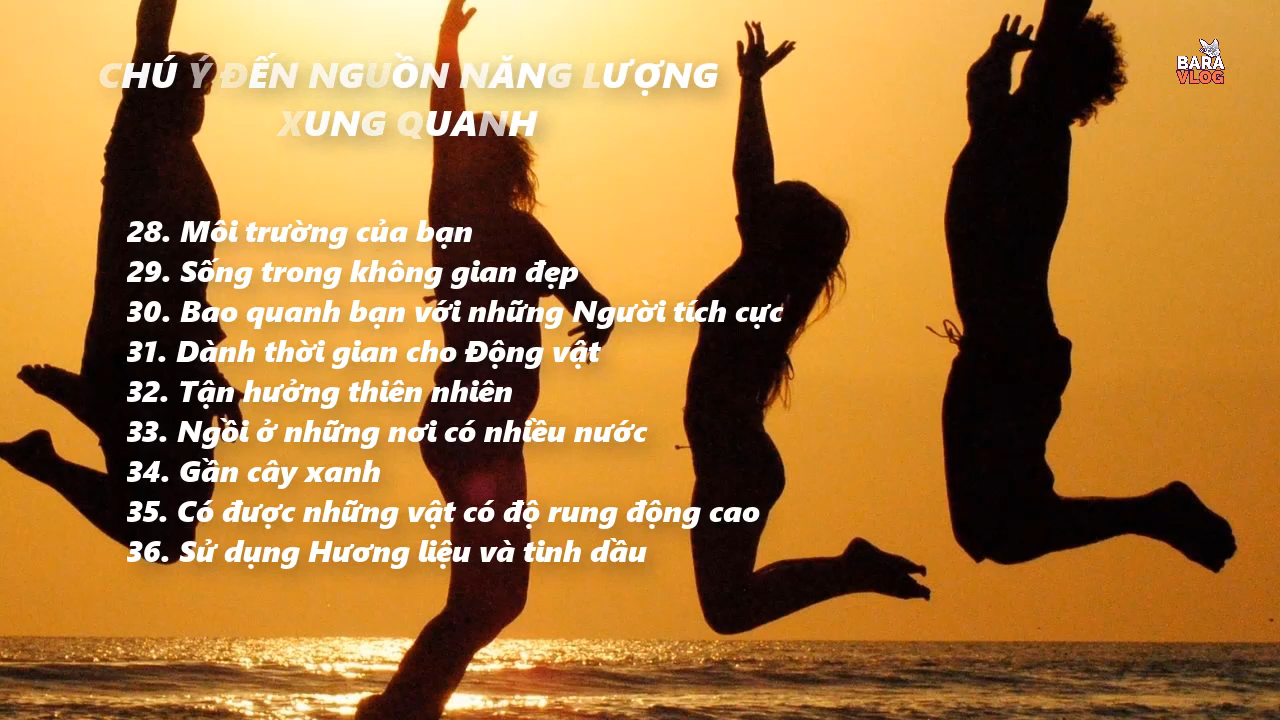 CHÚ Ý ĐẾN NGUỒN NĂNG LƯỢNG
XUNG QUANH
28. Môi trường của bạn
29. Sống trong không gian đẹp
30. Bao quanh bạn với những Người tích cực
31. Dành thời gian cho Động vật
32. Tận hưởng thiên nhiên
33. Ngồi ở những nơi có nhiều nước
34. Gần cây xanh
35. Có được những vật có độ rung động cao
36. Sử dụng Hương liệu và tinh dầu
BARA
VLOG